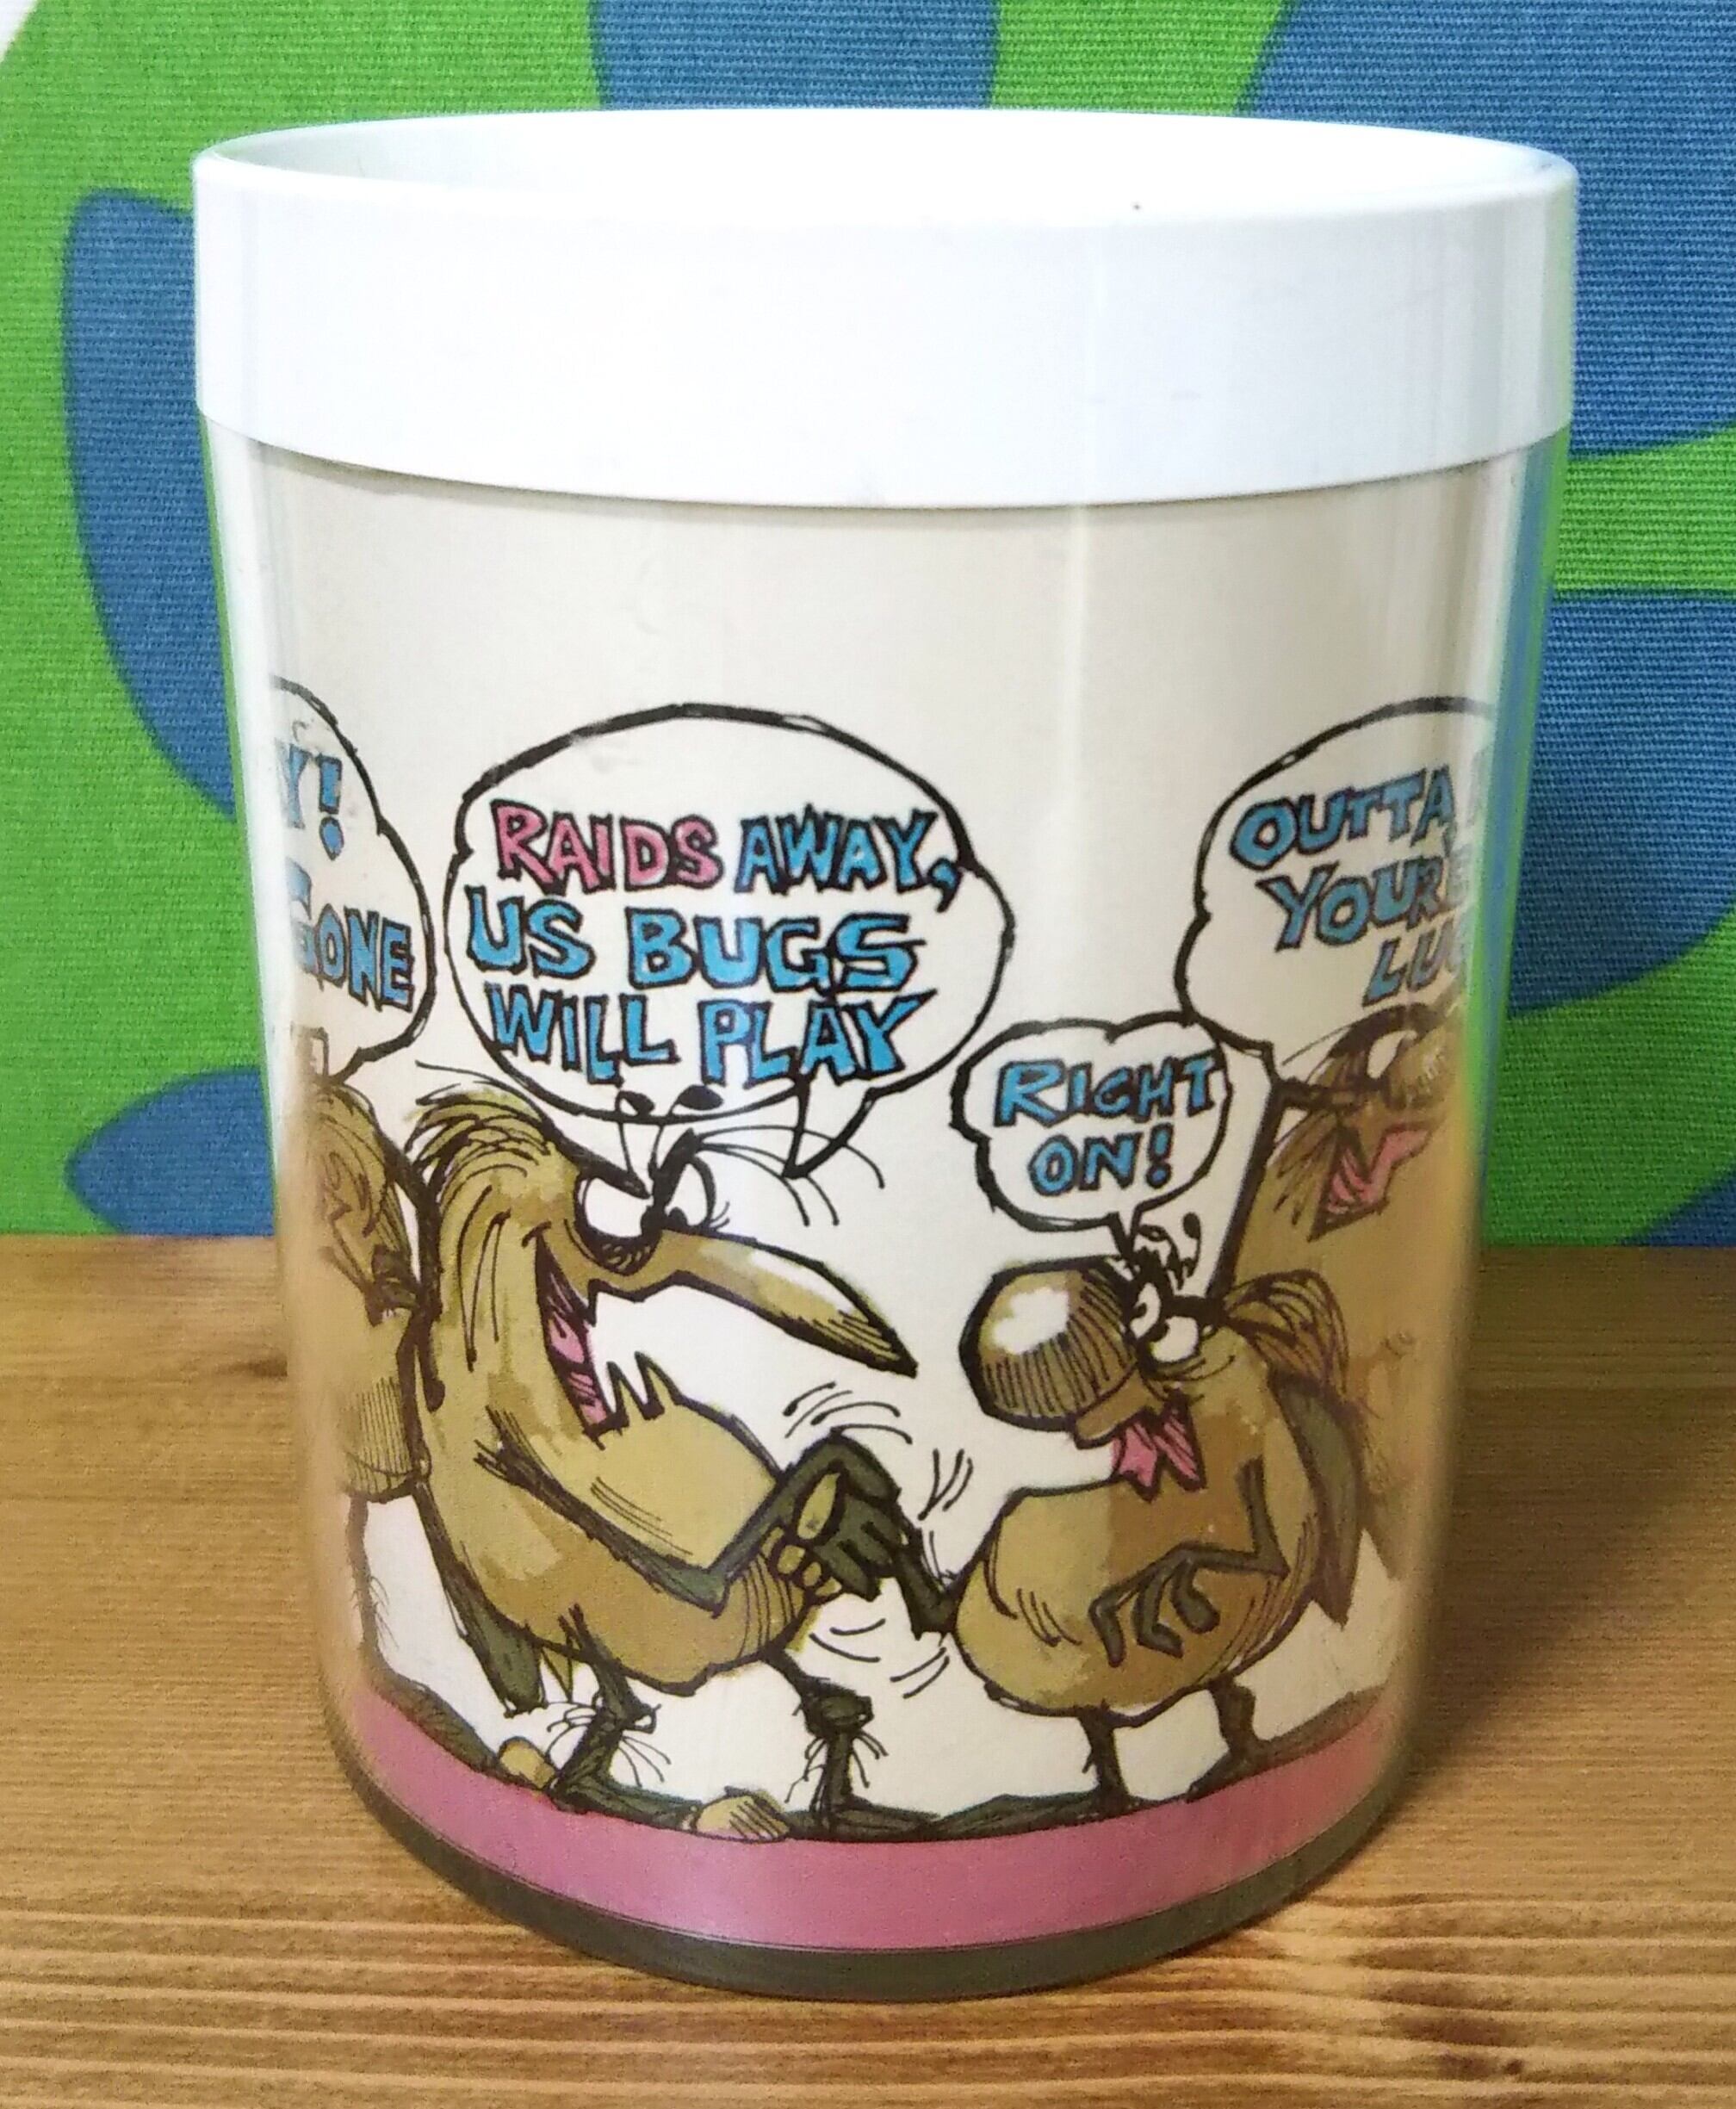 Y!
GONE
RAIDS AWAY,
US BUGS
WILL PLAY
RIGHT
ON!
OUTTA
YOUR